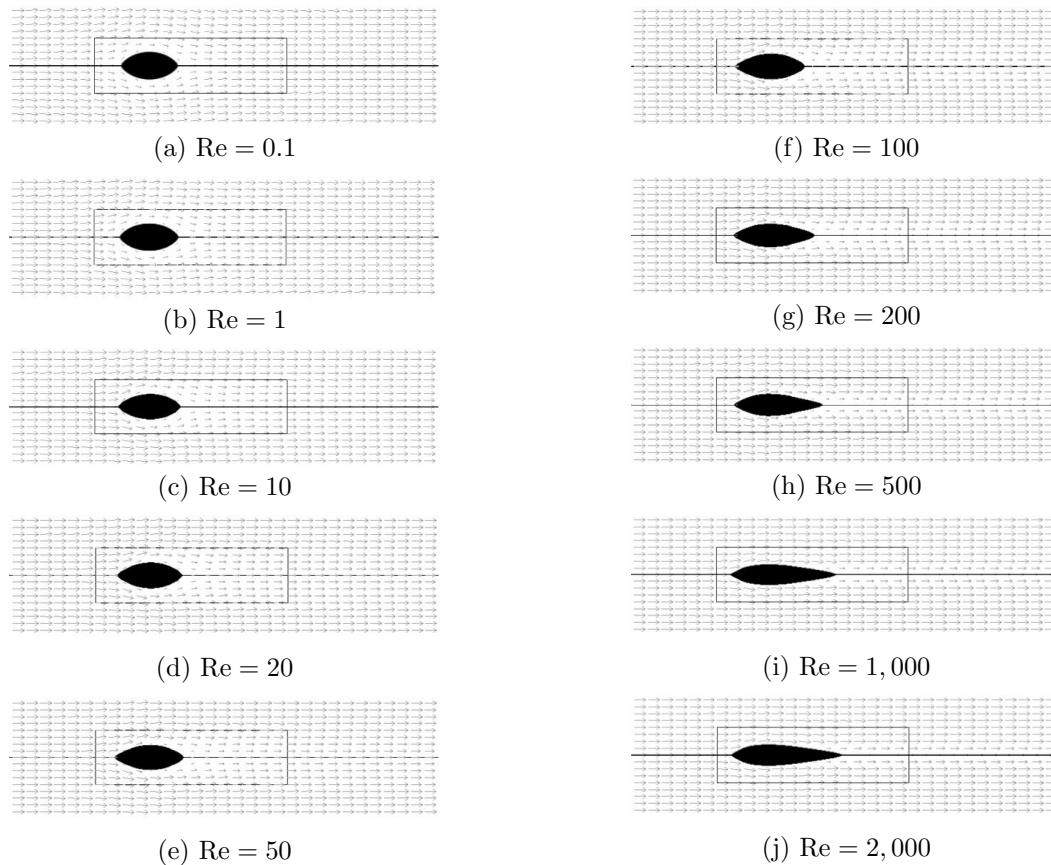 (a) Re = 0.1
(b) Re = 1
(c) Re = 10
(d) Re = 20
(e) Re = 50
(f) Re = 100
(g) Re = 200
(h) Re = 500
(i) Re = 1,000
(j) Re = 2,000